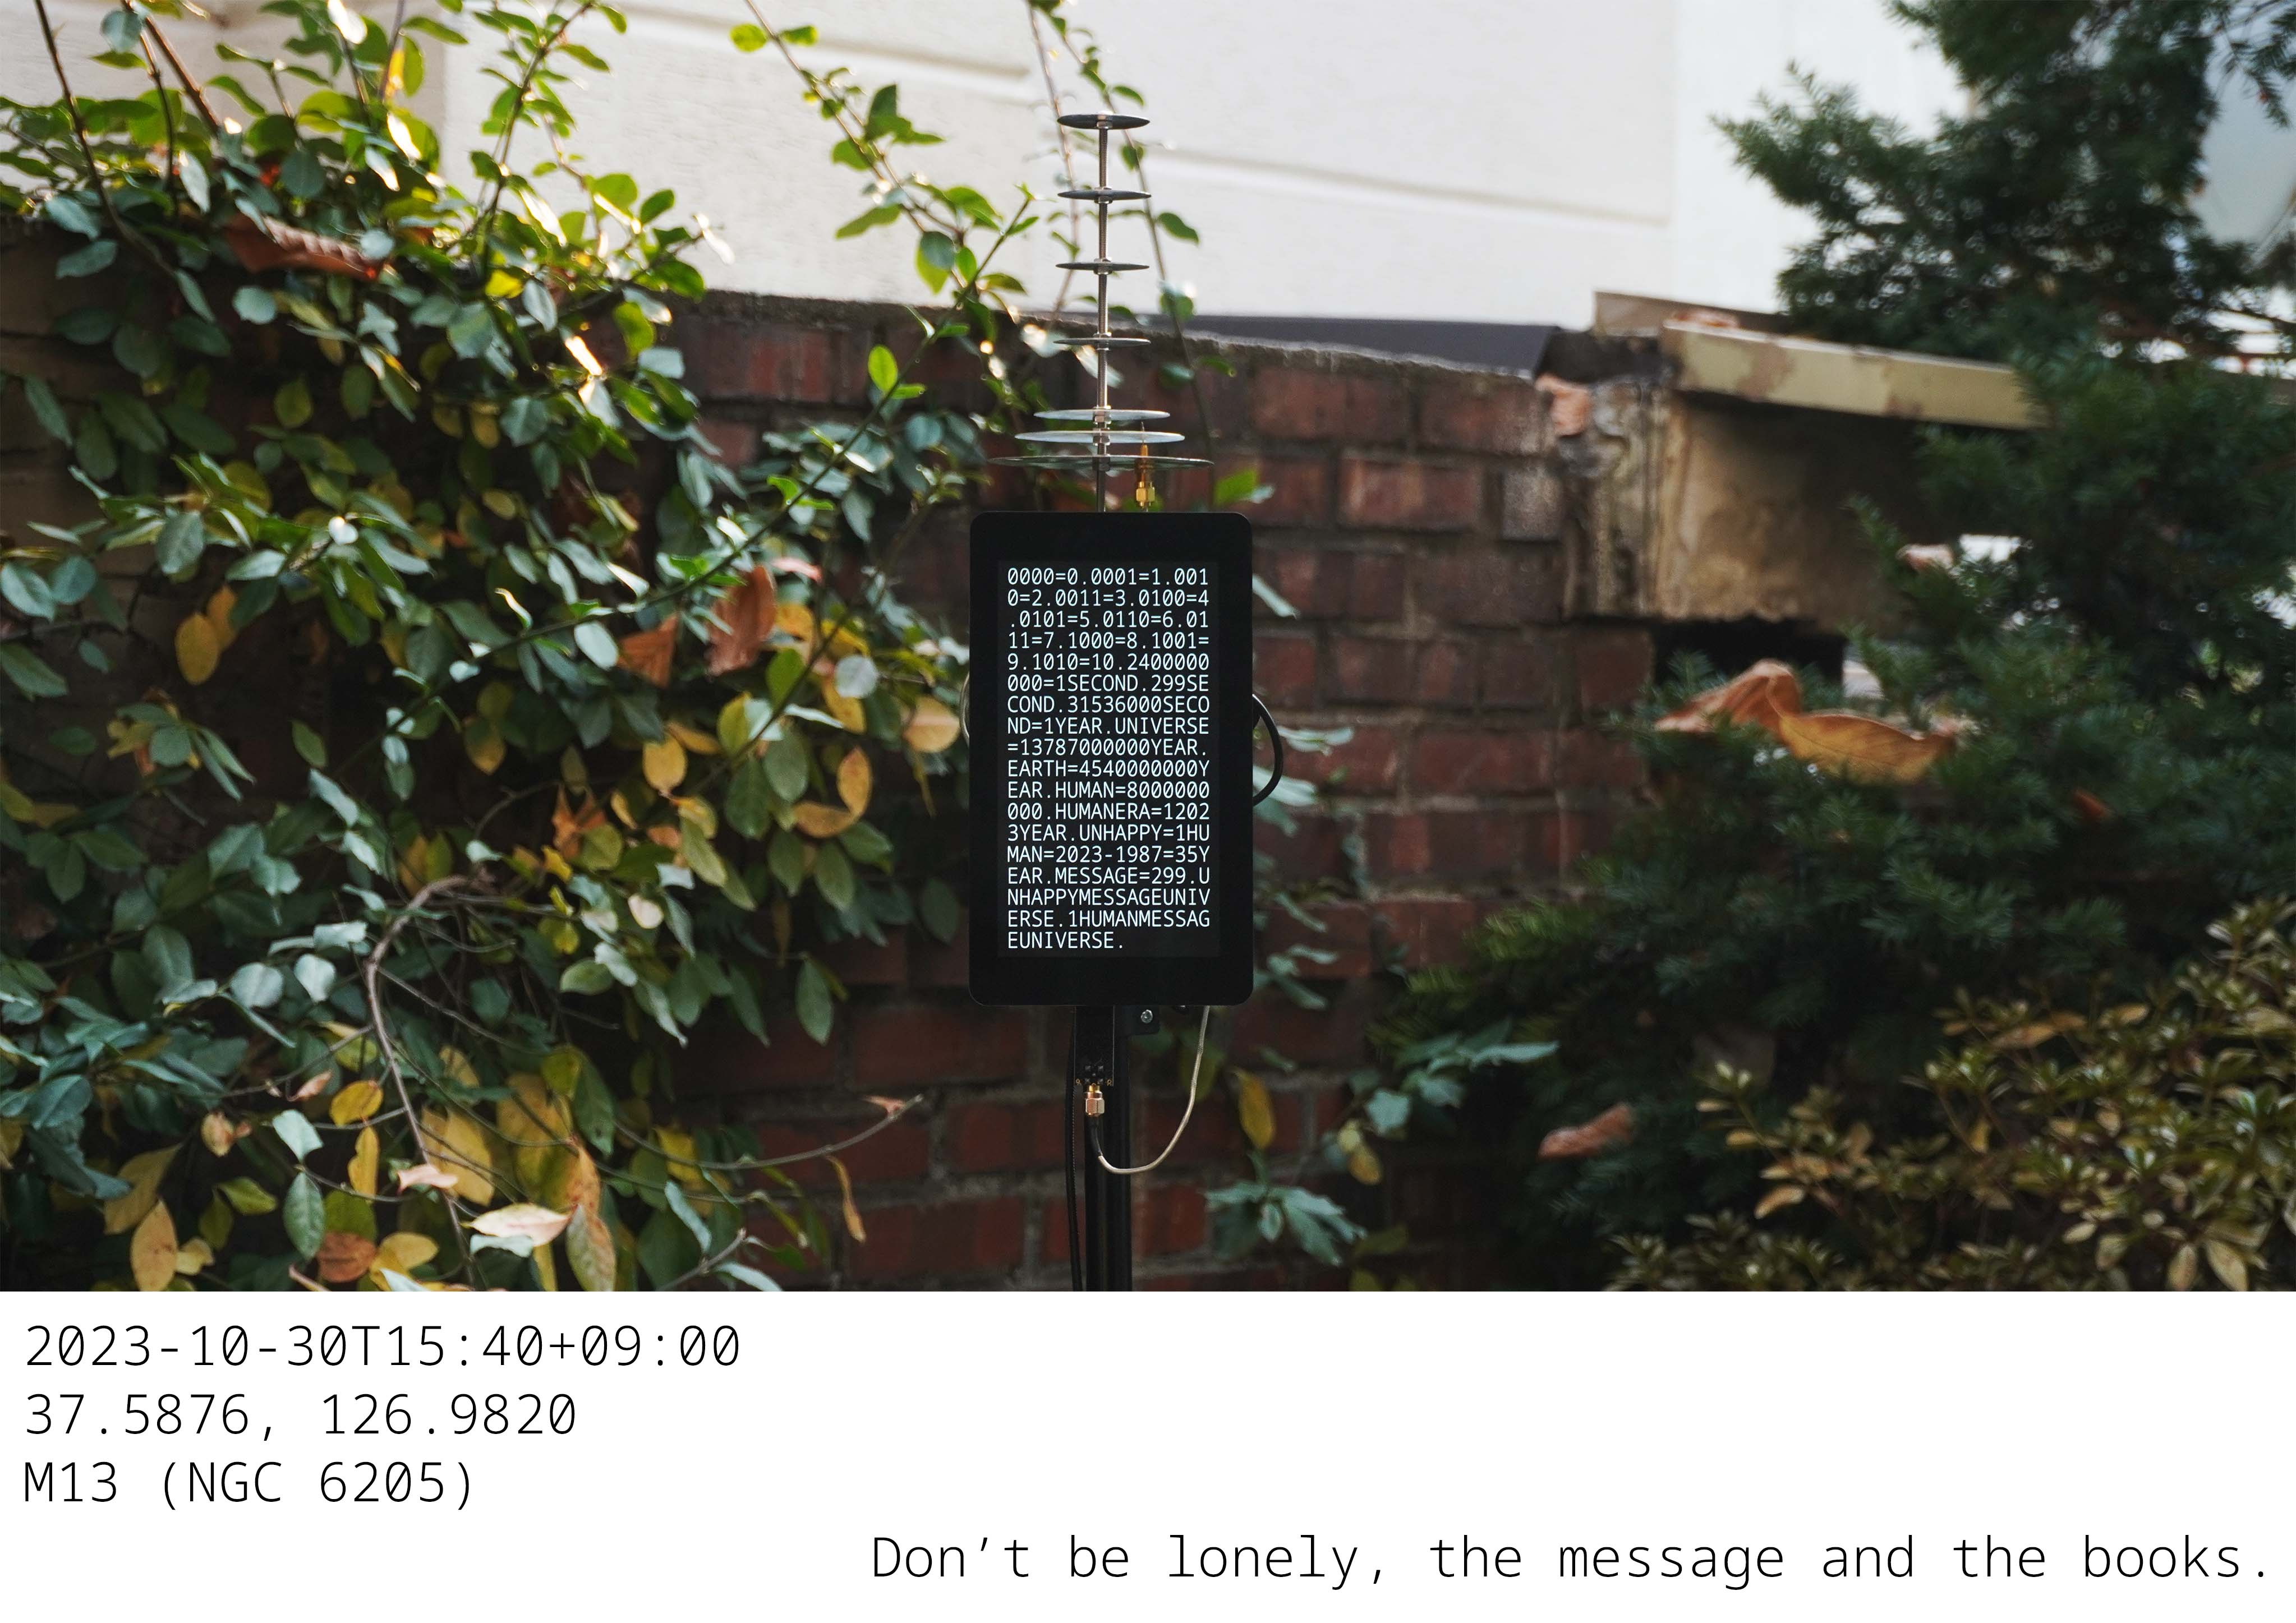 0000=0.0001=1.001
0=2.0011=3.0100=4
.0101=5.0110=6.01
11=7.1000=8.1001=
9.1010=10.2400000
000=1SECOND.299SE
COND.31536000SECO
ND=1YEAR.UNIVERSE
=13787000000YEAR.
EARTH=4540000000Y
EAR.HUMAN=8000000
000.HUMANERA=1202
3YEAR.UNHAPPY=1HU
MAN=2023-1987=35Y
EAR.MESSAGE=299.U
NHAPPYMESSAGEUNIV
ERSE.1HUMANMESSAG
EUNIVERSE.
2023-10-30T15:40+09:00
37.5876, 126.9820
M13 (NGC 6205)
Don’t be lonely, the message and the books.